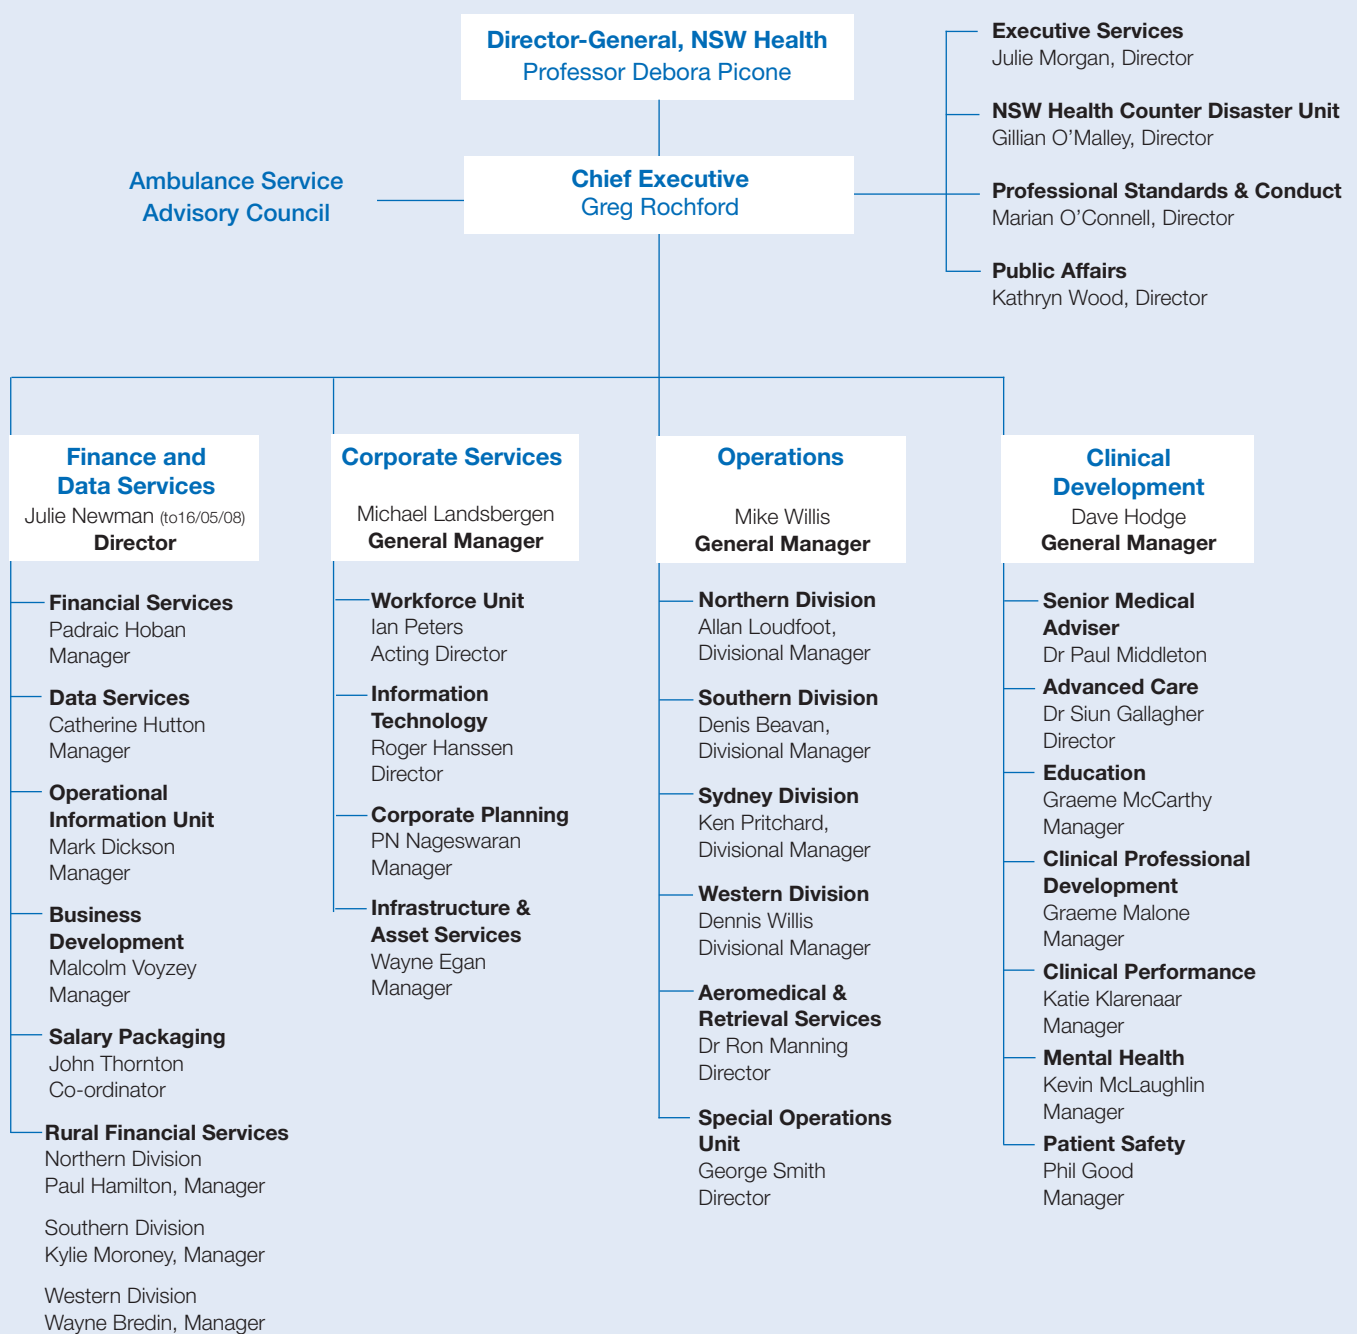 Director-General, NSW Health
Professor Debora Picone
Executive Services
Julie Morgan, Director
NSW Health Counter Disaster Unit
Gillian O’Malley, Director
Professional Standards & Conduct
Marian O’Connell, Director
Public Affairs
Kathryn Wood, Director
Ambulance Service
Advisory Council
Chief Executive
Greg Rochford
Finance and
Data Services
Julie Newman (to16/05/08)
Director
Financial Services
Padraic Hoban
Manager
Data Services
Catherine Hutton
Manager
Operational
Information Unit
Mark Dickson
Manager
Business
Development
Malcolm Voyzey
Manager
Salary Packaging
John Thornton
Co-ordinator
Rural Financial Services
Northern Division
Paul Hamilton, Manager
Southern Division
Kylie Moroney, Manager
Western Division
Wayne Bredin, Manager
Corporate Services
Michael Landsbergen
General Manager
Workforce Unit
Ian Peters
Acting Director
Information
Technology
Roger Hanssen
Director
Corporate Planning
PN Nageswaran
Manager
Infrastructure &
Asset Services
Wayne Egan
Manager
Operations
Mike Willis
General Manager
Northern Division
Allan Loudfoot,
Divisional Manager
Southern Division
Denis Beavan,
Divisional Manager
Sydney Division
Ken Pritchard,
Divisional Manager
Western Division
Dennis Willis
Divisional Manager
Aeromedical &
Retrieval Services
Dr Ron Manning
Director
Special Operations
Unit
George Smith
Director
Clinical
Development
Dave Hodge
General Manager
Senior Medical
Adviser
Dr Paul Middleton
Advanced Care
Dr Siun Gallagher
Director
Education
Graeme McCarthy
Manager
Clinical Professional
Development
Graeme Malone
Manager
Clinical Performance
Katie Klarenaar
Manager
Mental Health
Kevin McLaughlin
Manager
Patient Safety
Phil Good
Manager